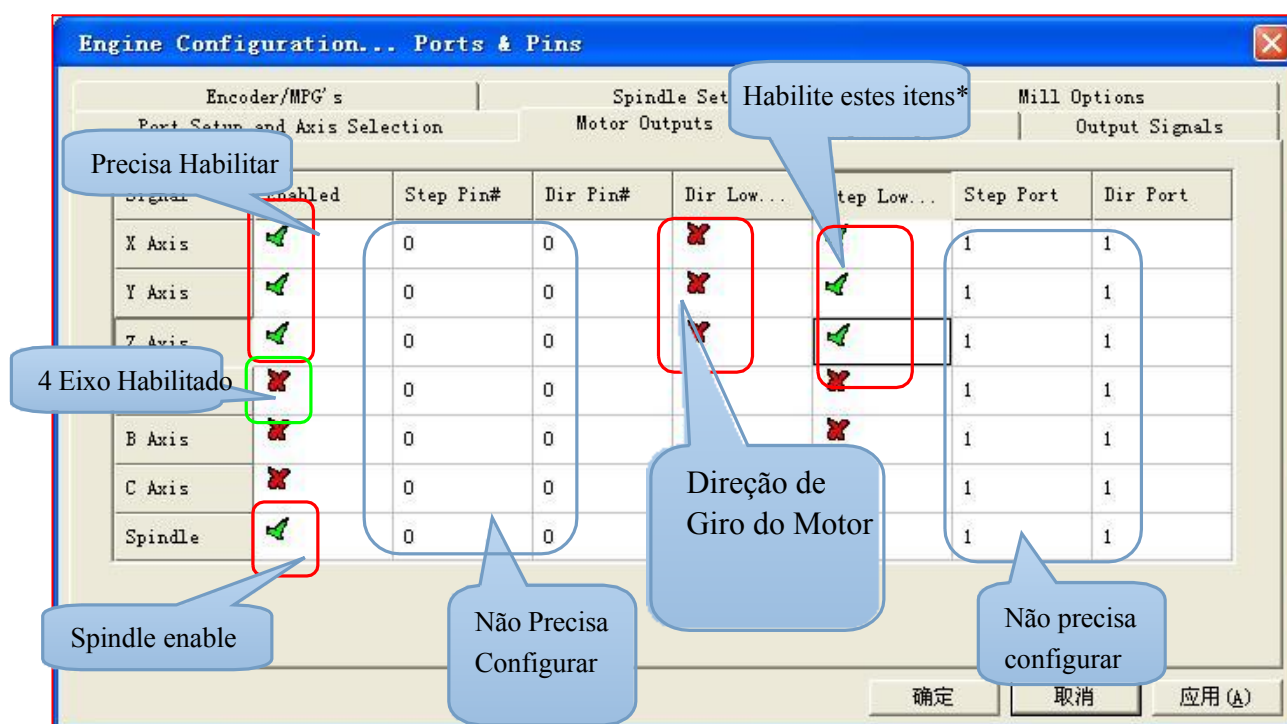 Engine Configuration... Ports & Pins
Encoder/MPG's Spindle Set Mill Options
Port Setup and Axis Selection Motor Outputs Output Signals
Habilite estes itens*
Precisa Habilitar
Signal Enabled Step Pin# Dir Pin# Dir Low... Step Low... Step Port Dir Port
X Axis 0 0 1 1
Y Axis 0 0 1 1
Z Axis 0 0 1 1
4 Eixo Habilitado
0 0 1 1
B Axis 0 0 1 1
C Axis 0 0 1 1
Spindle 0 0 1 1
Direção de
Giro do Motor
Spindle enable
Não Precisa
Configurar
Não precisa
configurar
确定 取消 应用(A)